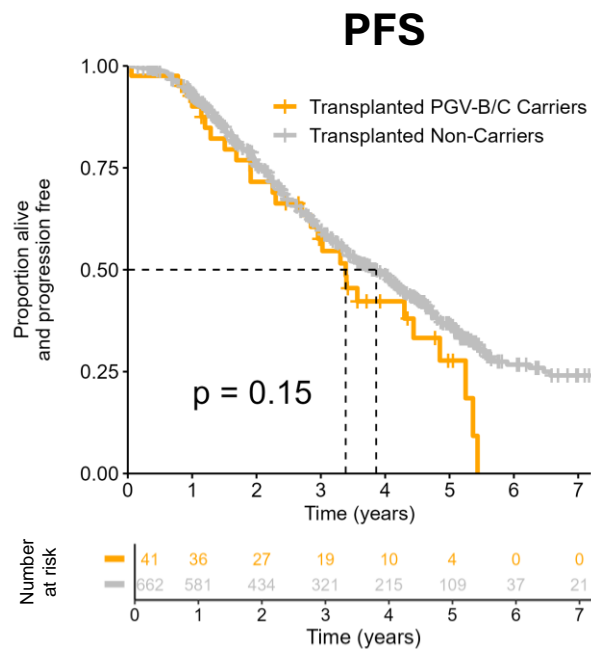 PFS
Proportion alive
and progression free
1.00
0.75
0.50
0.25
0.00
Transplanted PGV-B/C Carriers
Transplanted Non-Carriers
p = 0.15
0 1 2 3 4 5 6 7
Time (years)
Number
at risk
41 36 27 19 10 4 0 0
662 581 434 321 215 109 37 21
0 1 2 3 4 5 6 7
Time (years)